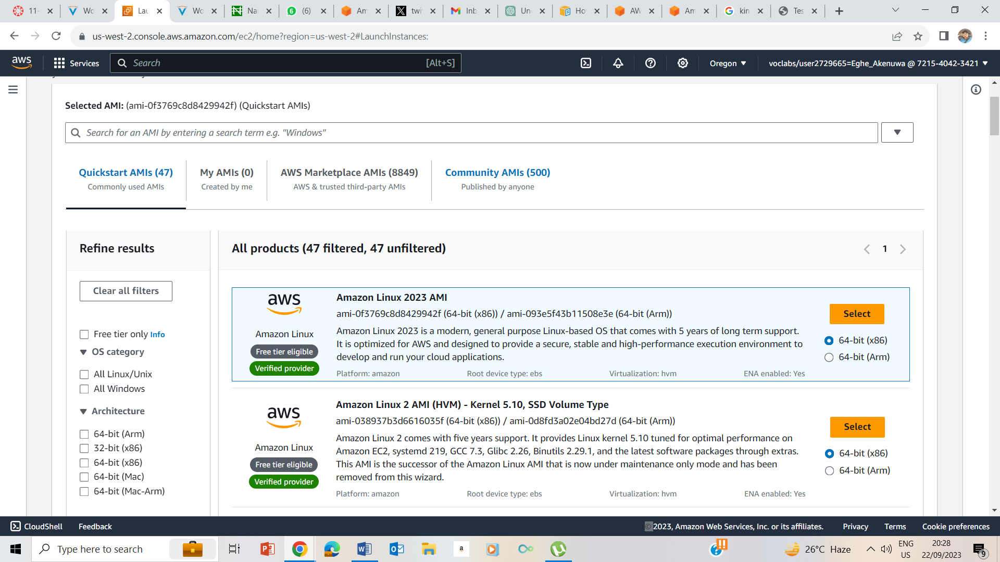 11-
Wo
Lau
Wo
Nai
(6)
Am
twi
Inb
Un
Ho
AW
Am
kin
Tes
us-west-2.console.aws.amazon.com/ec2/home?region=us-west-2#LaunchInstances:
aws
Services
Search
[Alt+S]
Oregon
voclabs/user2729665=Eghe_Akenuwa @ 7215-4042-3421
Selected AMI: (ami-0f3769c8d8429942f) (Quickstart AMIs)
Search for an AMI by entering a search term e.g. "Windows"
Quickstart AMIs (47)
Commonly used AMIs
My AMIs (0)
Created by me
AWS Marketplace AMIs (8849)
AWS & trusted third-party AMIs
Community AMIs (500)
Published by anyone
Refine results
Clear all filters
Free tier only Info
OS category
All Linux/Unix
All Windows
Architecture
64-bit (Arm)
32-bit (x86)
64-bit (x86)
64-bit (Mac)
64-bit (Mac-Arm)
All products (47 filtered, 47 unfiltered)
1
aws
Amazon Linux
Free tier eligible
Verified provider
Amazon Linux 2023 AMI
ami-0f3769c8d8429942f (64-bit (x86)) / ami-093e5f43b11508e3e (64-bit (Arm))
Amazon Linux 2023 is a modern, general purpose Linux-based OS that comes with 5 years of long term support.
It is optimized for AWS and designed to provide a secure, stable and high-performance execution environment to
develop and run your cloud applications.
Platform: amazon Root device type: ebs Virtualization: hvm ENA enabled: Yes
Select
64-bit (x86)
64-bit (Arm)
aws
Amazon Linux
Free tier eligible
Verified provider
Amazon Linux 2 AMI (HVM) - Kernel 5.10, SSD Volume Type
ami-038937b3d6616035f (64-bit (x86)) / ami-0d8fd3a02e04bd27d (64-bit (Arm))
Amazon Linux 2 comes with five years support. It provides Linux kernel 5.10 tuned for optimal performance on
Amazon EC2, systemd 219, GCC 7.3, Glibc 2.26, Binutils 2.29.1, and the latest software packages through extras.
This AMI is the successor of the Amazon Linux AMI that is now under maintenance only mode and has been
removed from this wizard.
Platform: amazon Root device type: ebs Virtualization: hvm ENA enabled: Yes
Select
64-bit (x86)
64-bit (Arm)
CloudShell
Feedback
© 2023, Amazon Web Services, Inc. or its affiliates.
Privacy
Terms
Cookie preferences
Type here to search
26°C Haze
ENG
US
20:28
22/09/2023
9